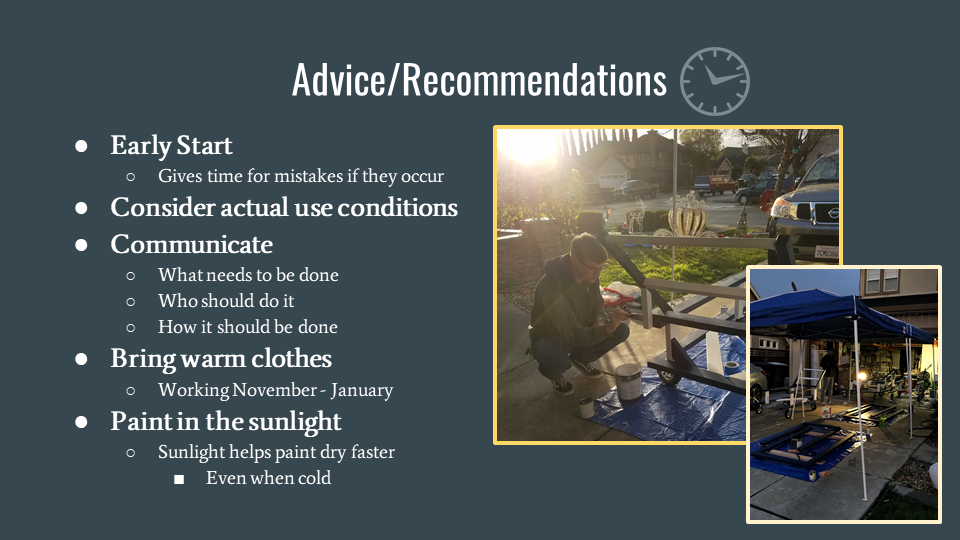 Advice/Recommendations
● Early Start
○ Gives time for mistakes if they occur
● Consider actual use conditions
● Communicate
○ What needs to be done
○ Who should do it
○ How it should be done
● Bring warm clothes
○ Working November - January
● Paint in the sunlight
○ Sunlight helps paint dry faster
■ Even when cold